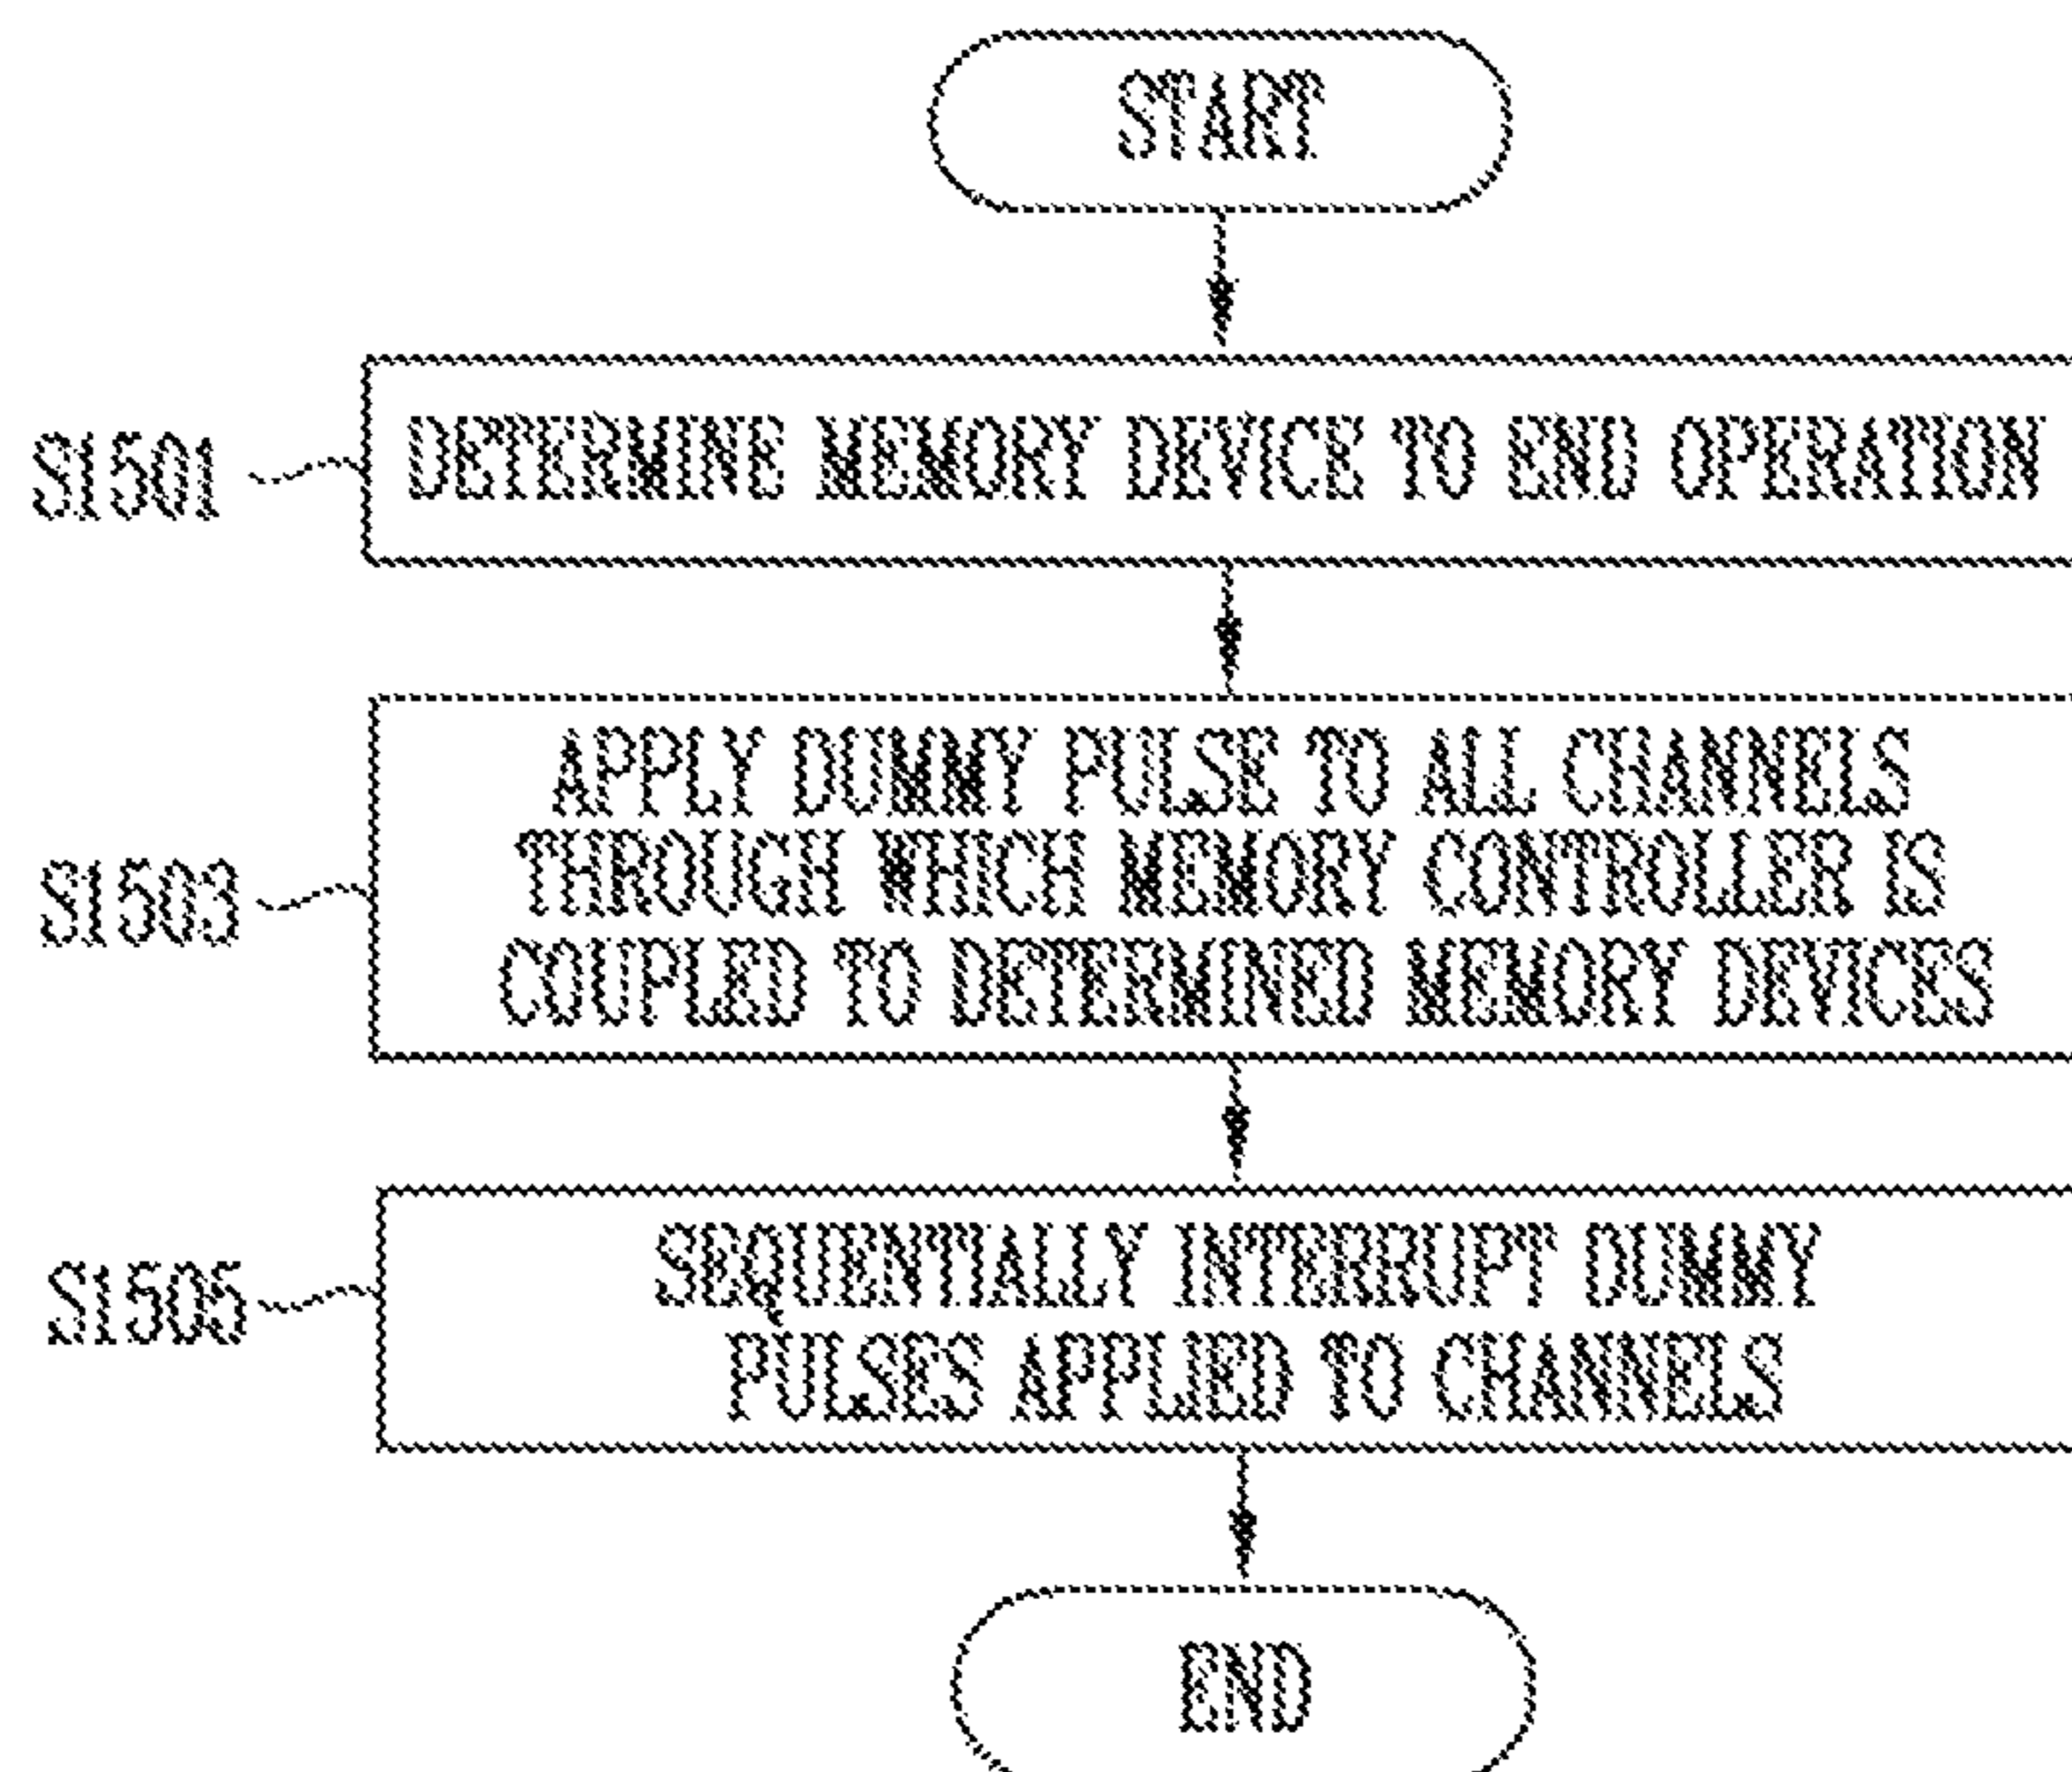 START
S1501
DETERMINE MEMORY DEVICE TO END OPERATION
S1503
APPLY DUMMY PULSE TO ALL CHANNELS
THROUGH WHICH MEMORY CONTROLLER IS
COUPLED TO DETERMINED MEMORY DEVICES
S1505
SEQUENTIALLY INTERRUPT DUMMY
PULSES APPLIED TO CHANNELS
END